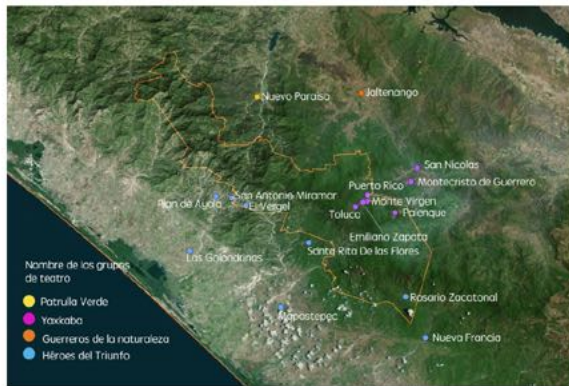 Nuevo Paraiso
Jaltenango
San Nicolas
Montecristo de Guerrero
Puerto Rico
San Antonio Miramar
Plan de Ayala
El Vergel
Monte Virgen
Toluca
Palenque
Emiliano Zapata
Santa Rita De las Flores
Las Golondrinas
Rosario Zacatonal
Mapastepec
Nueva Francia
Nombre de los grupos
de teatro
Patrulla Verde
Yaxkaba
Guerreros de la naturaleza
Héroes del Triunfo